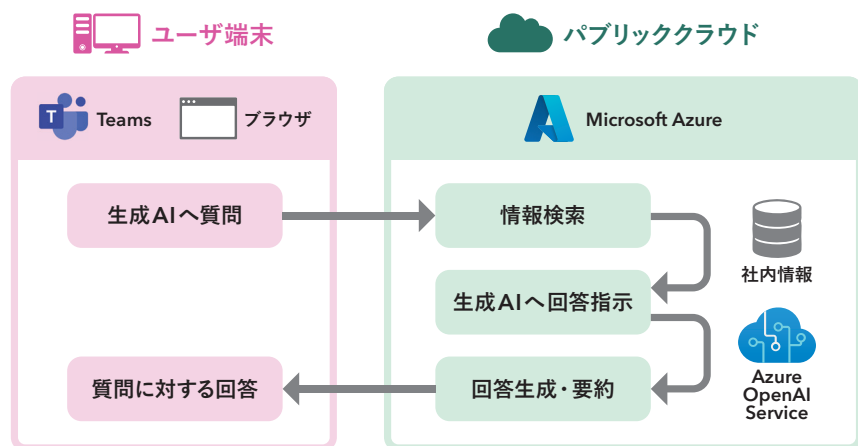 ユーザ端末
パブリッククラウド
T
Teams
ブラウザ
Microsoft Azure
生成AIへ質問
情報検索
社内情報
生成AIへ回答指示
質問に対する回答
回答生成・要約
Azure
OpenAI
Service